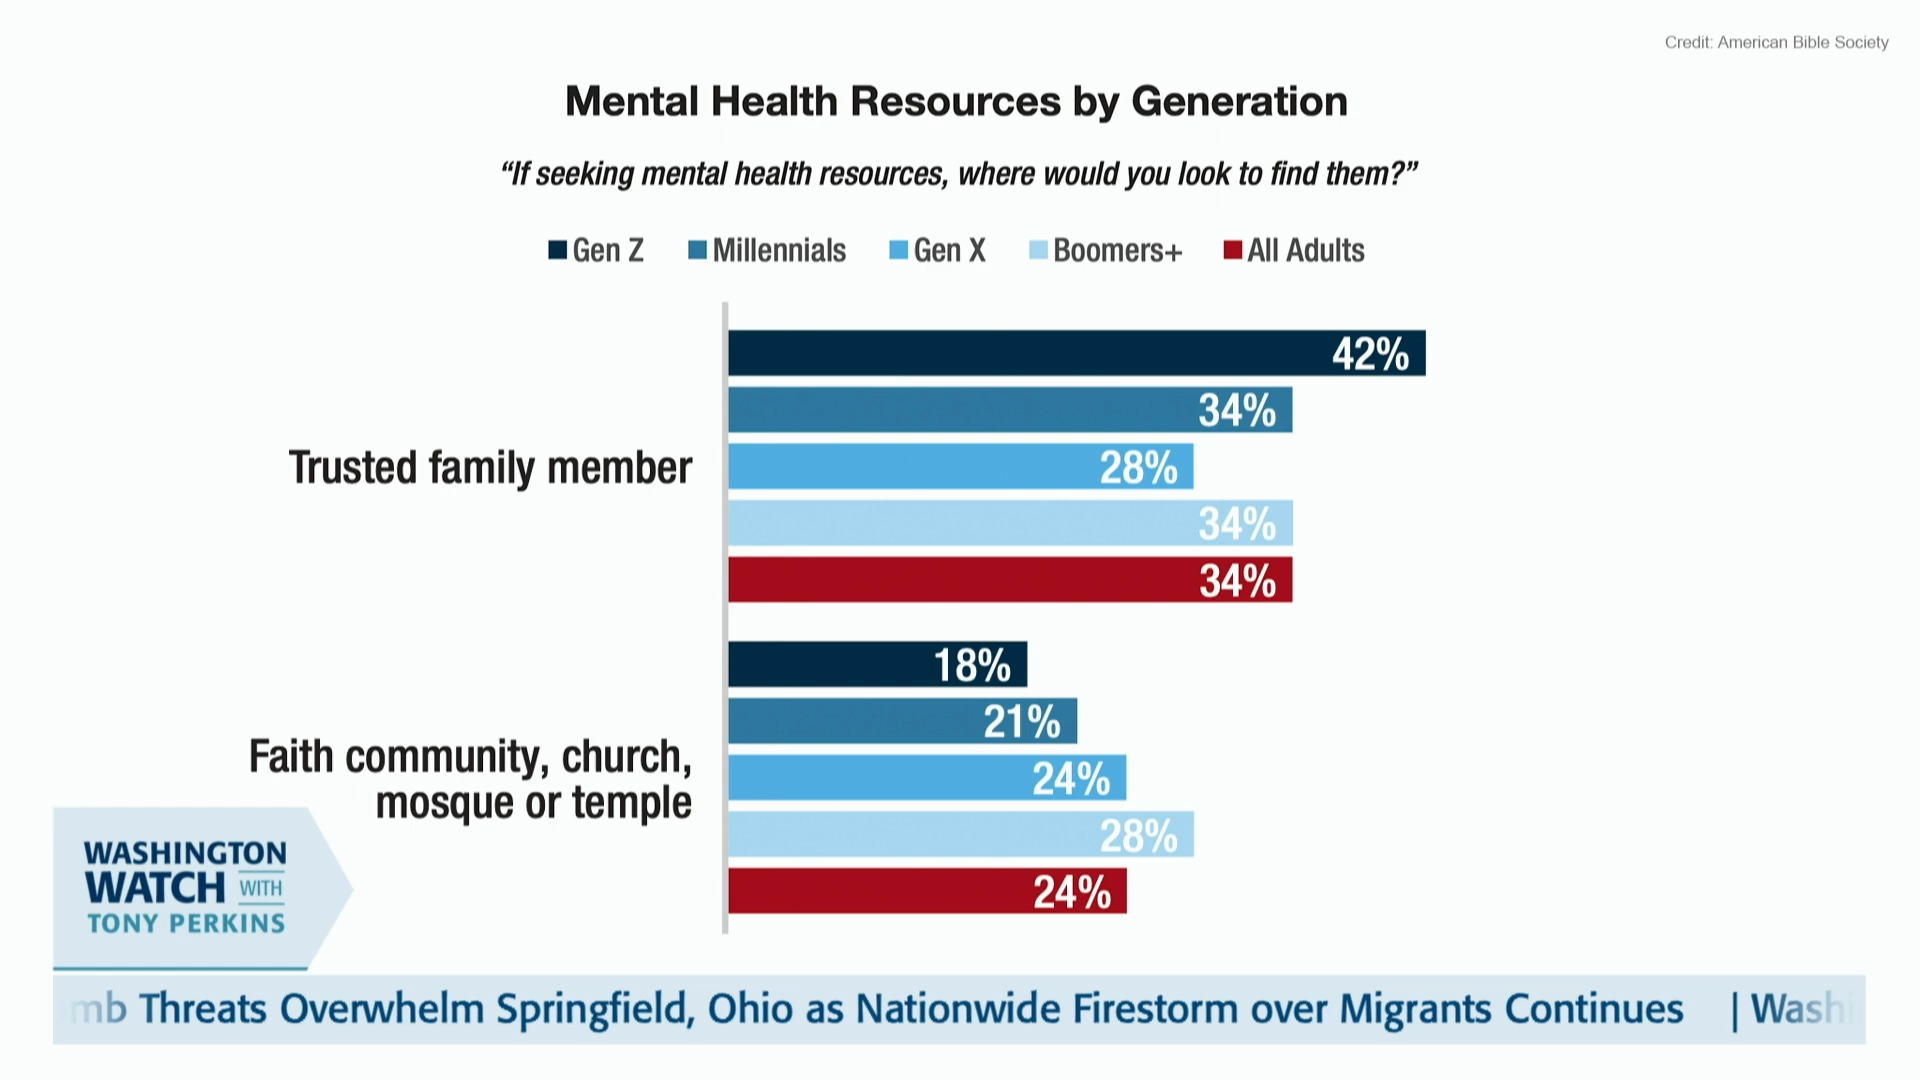 Credit: American Bible Society
Mental Health Resources by Generation
“If seeking mental health resources, where would you look to find them?”
Gen Z Millennials Gen X Boomers+ All Adults
42%
34%
Trusted family member 28%
34%
34%
18%
21%
Faith community, church, 24%
mosque or temple 28%
24%
WASHINGTON
WATCH WITH
TONY PERKINS
Threats Overwhelm Springfield, Ohio as Nationwide Firestorm over Migrants Continues |